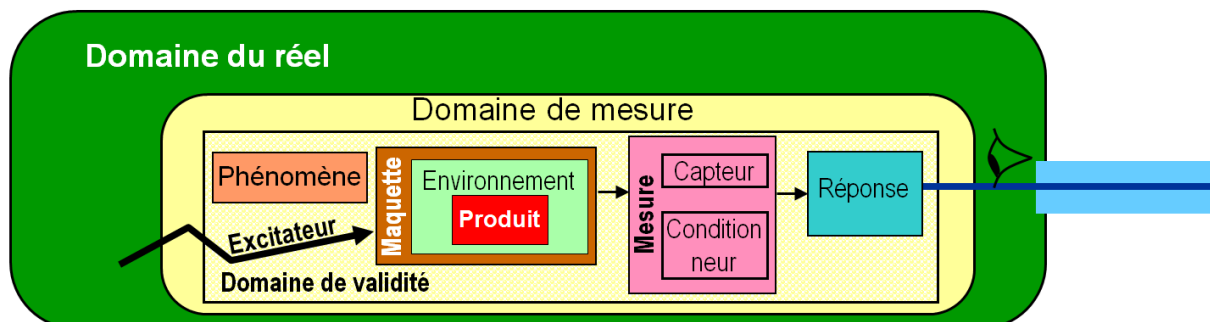 Domaine du réel
Domaine de mesure
Phénomène
Maquette
Environnement
Produit
Mesure
Capteur
Condition
neur
Réponse
Excitateur
Domaine de validité